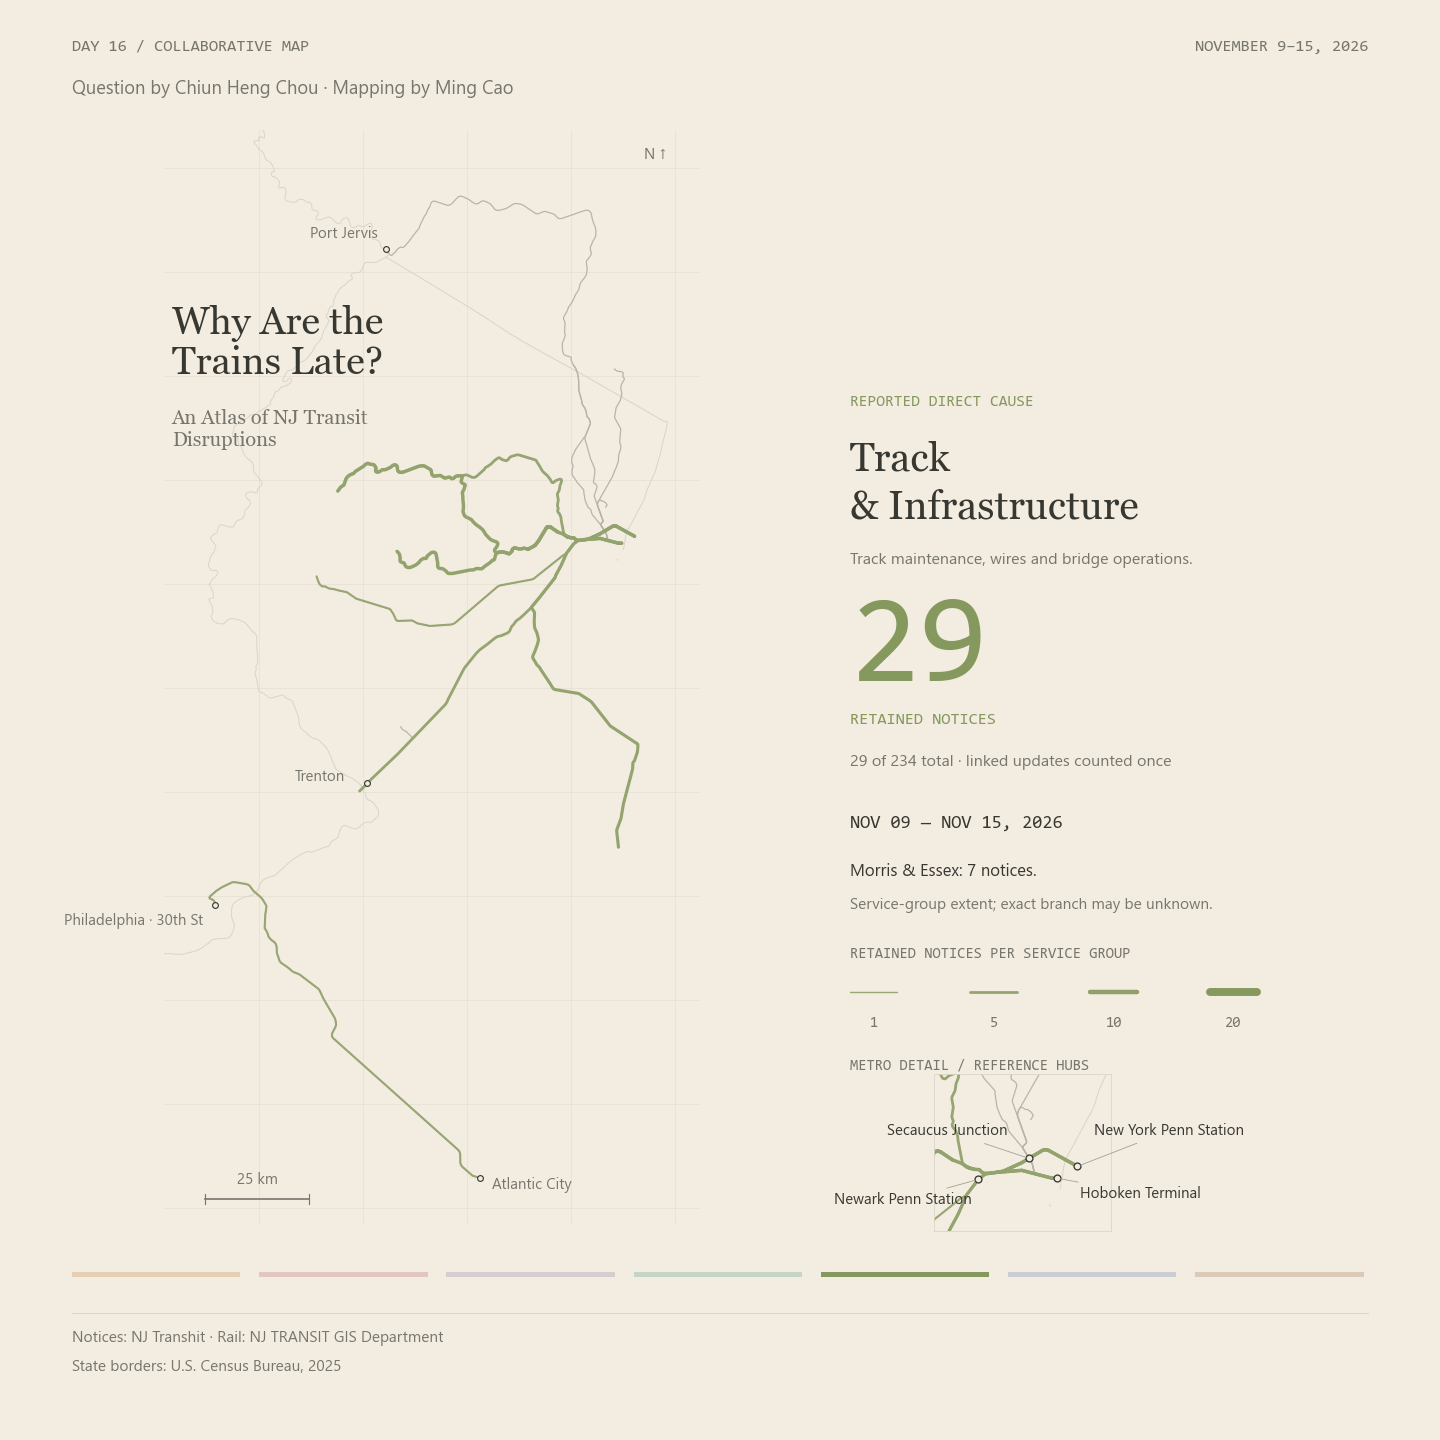 DAY 16 / COLLABORATIVE MAP
NOVEMBER 9–15, 2026
Question by Chiun Heng Chou · Mapping by Ming Cao
N ↑
Port Jervis
Why Are the
Trains Late?
An Atlas of NJ Transit
Disruptions
Trenton
Philadelphia · 30th St
25 km
Atlantic City
REPORTED DIRECT CAUSE
Track
& Infrastructure
Track maintenance, wires and bridge operations.
29
RETAINED NOTICES
29 of 234 total · linked updates counted once
NOV 09 — NOV 15, 2026
Morris & Essex: 7 notices.
Service-group extent; exact branch may be unknown.
RETAINED NOTICES PER SERVICE GROUP
1 5 10 20
METRO DETAIL / REFERENCE HUBS
Secaucus Junction
New York Penn Station
Newark Penn Station
Hoboken Terminal
Notices: NJ Transhit · Rail: NJ TRANSIT GIS Department
State borders: U.S. Census Bureau, 2025